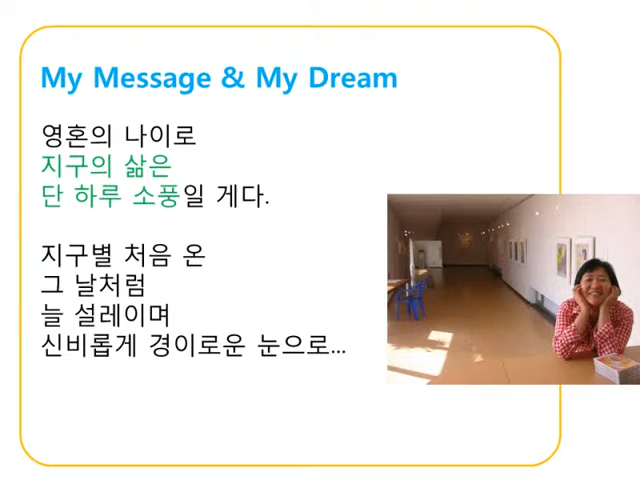 My Message & My Dream
영혼의 나이로
지구의 삶은
단 하루 소풍일 게다.
지구별 처음 온
그 날처럼
늘 설레이며
신비롭게 경이로운 눈으로...